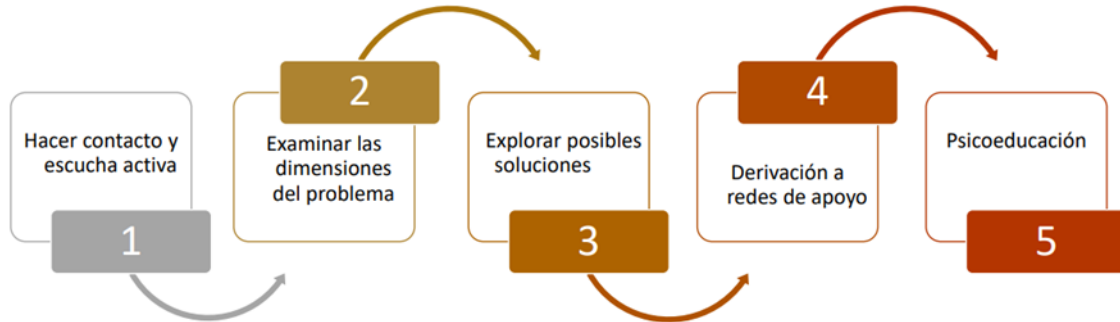 Hacer contacto y
escucha activa
1
2
Examinar las
dimensiones
del problema
Explorar posibles
soluciones
3
4
Derivación a
redes de apoyo
Psicoeducación
5